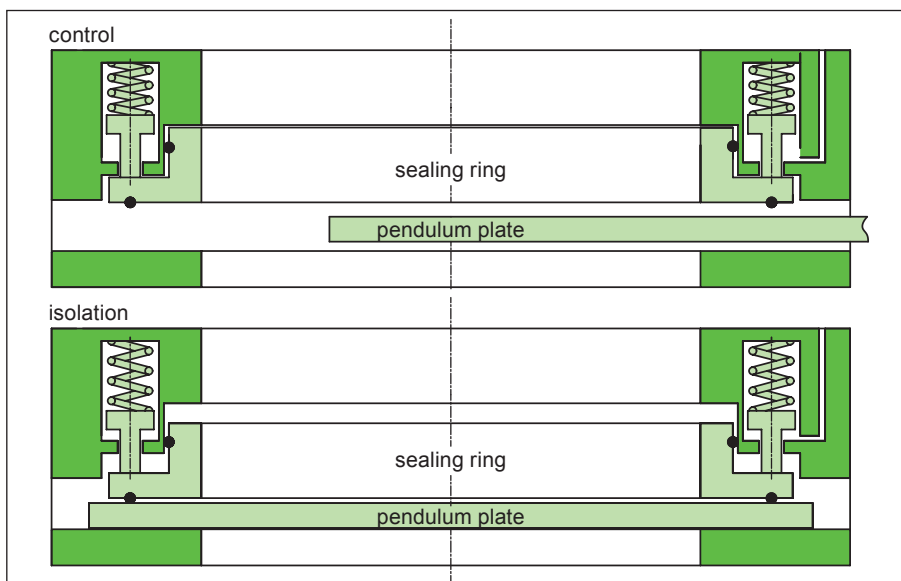 control
sealing ring
pendulum plate
isolation
sealing ring
pendulum plate